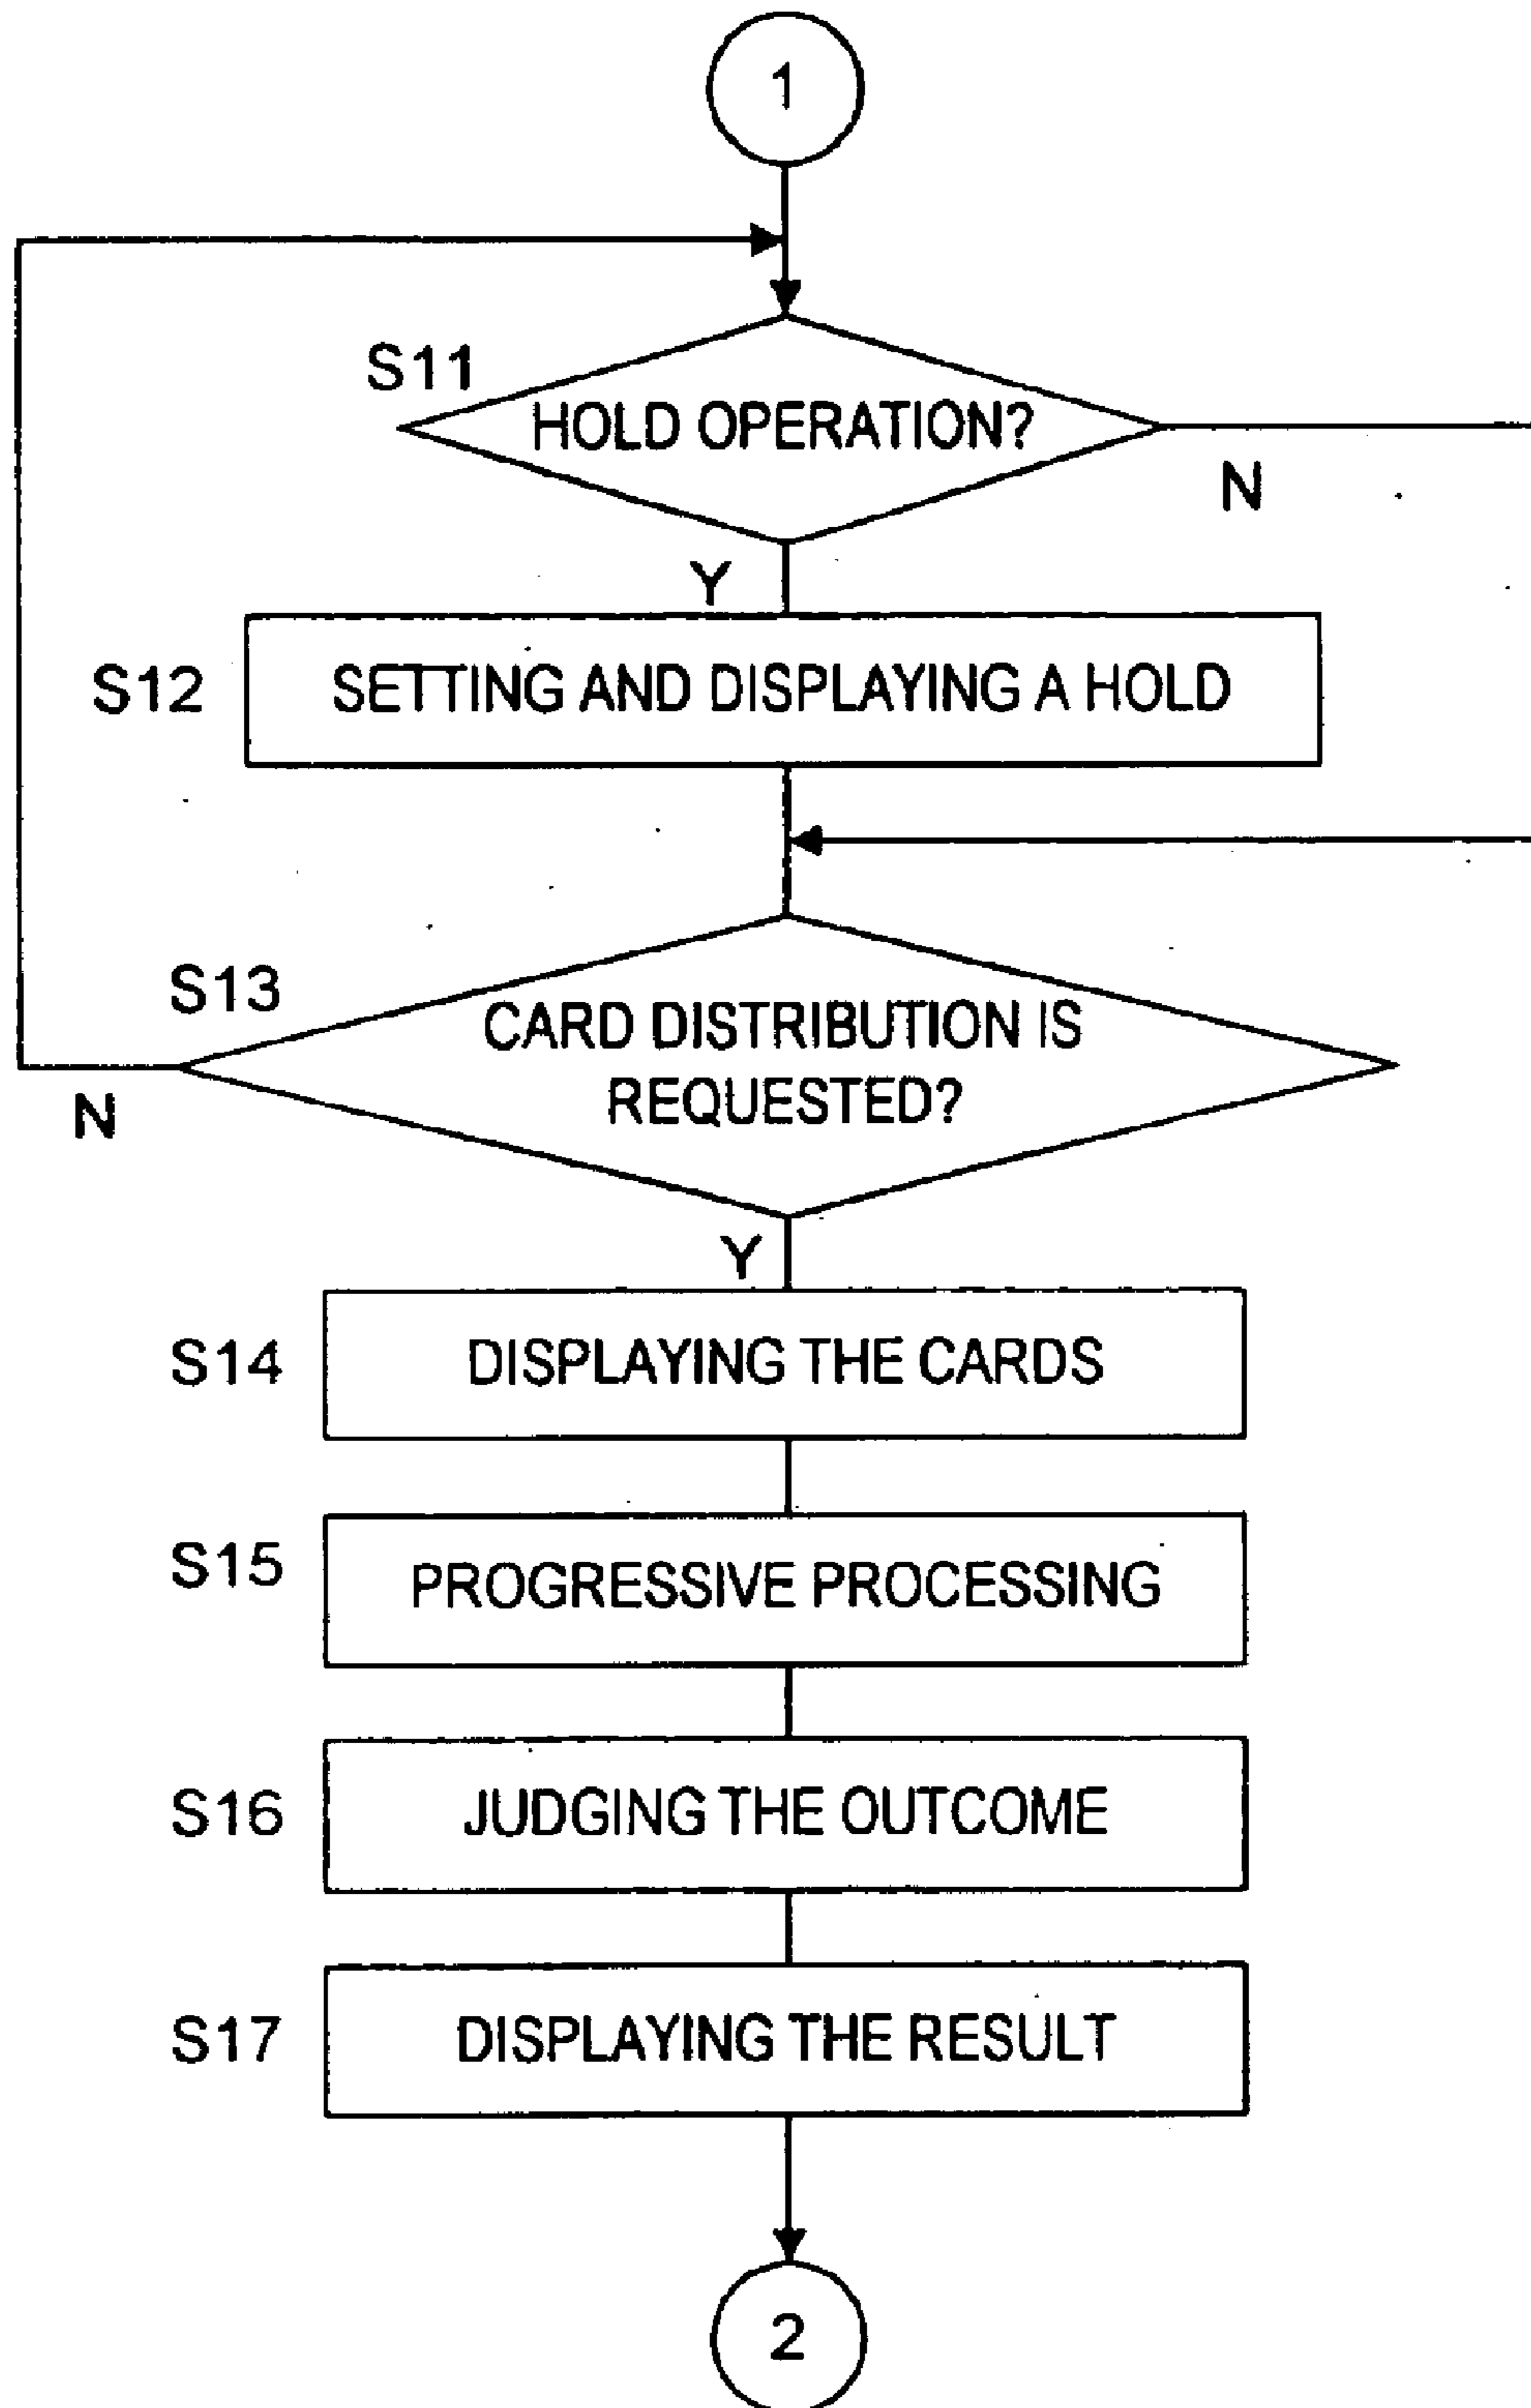 1
S11
HOLD OPERATION?
N
Y
S12
SETTING AND DISPLAYING A HOLD
S13
CARD DISTRIBUTION IS
REQUESTED?
N
Y
S14
DISPLAYING THE CARDS
S15
PROGRESSIVE PROCESSING
S16
JUDGING THE OUTCOME
S17
DISPLAYING THE RESULT
2